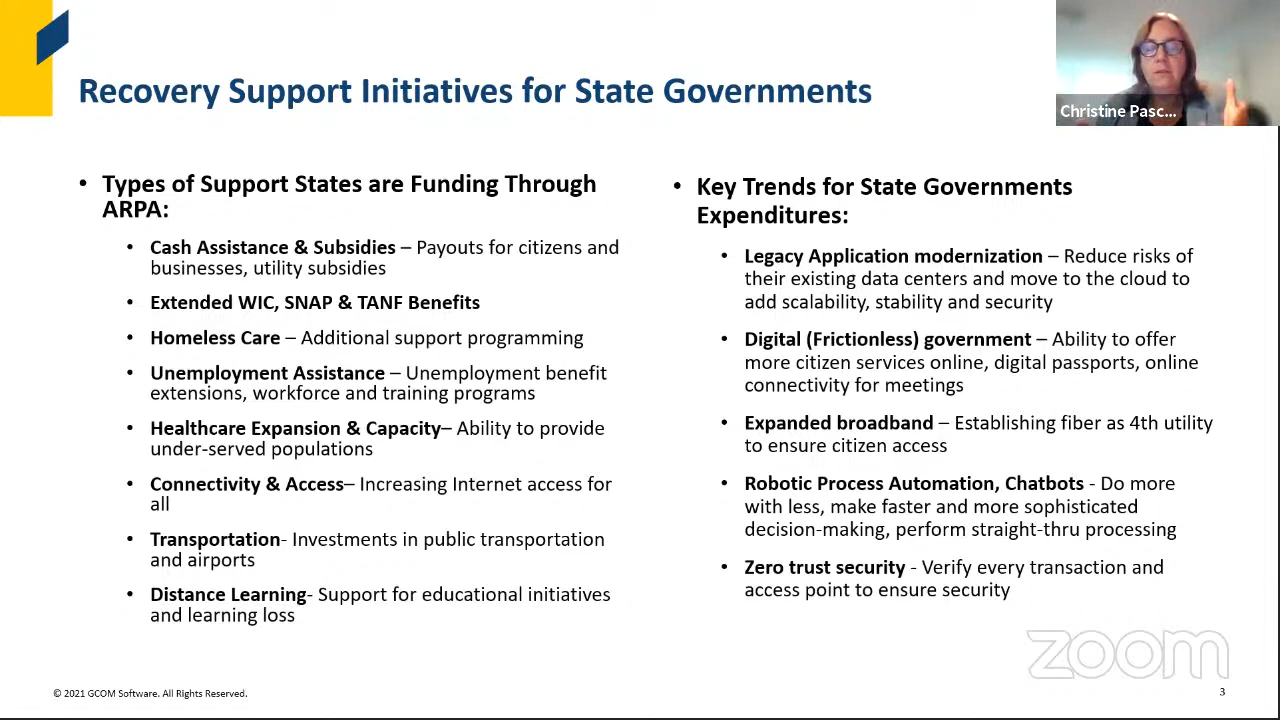 Recovery Support Initiatives for State Governments
Christine Pasc...
• Types of Support States are Funding Through
ARPA:
• Cash Assistance & Subsidies – Payouts for citizens and
businesses, utility subsidies
• Extended WIC, SNAP & TANF Benefits
• Homeless Care – Additional support programming
• Unemployment Assistance – Unemployment benefit
extensions, workforce and training programs
• Healthcare Expansion & Capacity– Ability to provide
under-served populations
• Connectivity & Access– Increasing Internet access for
all
• Transportation- Investments in public transportation
and airports
• Distance Learning- Support for educational initiatives
and learning loss
• Key Trends for State Governments
Expenditures:
• Legacy Application modernization – Reduce risks of
their existing data centers and move to the cloud to
add scalability, stability and security
• Digital (Frictionless) government – Ability to offer
more citizen services online, digital passports, online
connectivity for meetings
• Expanded broadband – Establishing fiber as 4th utility
to ensure citizen access
• Robotic Process Automation, Chatbots - Do more
with less, make faster and more sophisticated
decision-making, perform straight-thru processing
• Zero trust security - Verify every transaction and
access point to ensure security
zoom
© 2021 GCOM Software. All Rights Reserved.
3